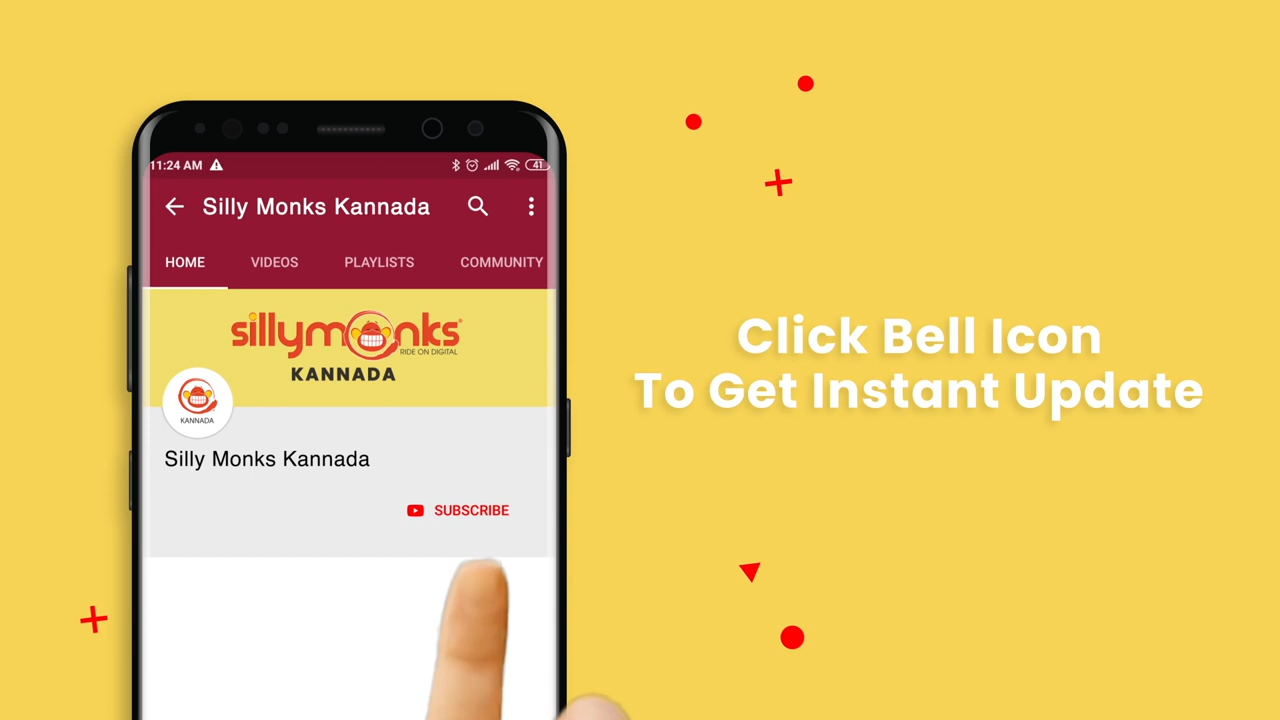 11:24 AM
41
Silly Monks Kannada
HOME VIDEOS PLAYLISTS COMMUNITY
sillymonks
RIDE ON DIGITAL
KANNADA
KANNADA
Silly Monks Kannada
SUBSCRIBE
Click Bell Icon
To Get Instant Update